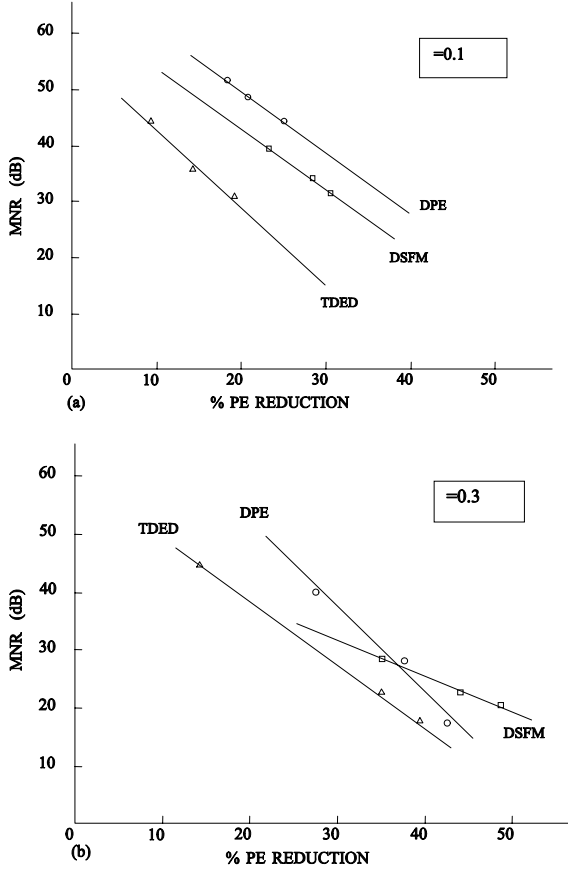 60
=0.1
50
40
MNR (dB)
30
DPE
DSFM
20
TDED
10
0 10 20 30 40 50
(a) % PE REDUCTION
60
=0.3
DPE
TDED
50
40
MNR (dB)
30
20
DSFM
10
0 10 20 30 40 50
(b) % PE REDUCTION